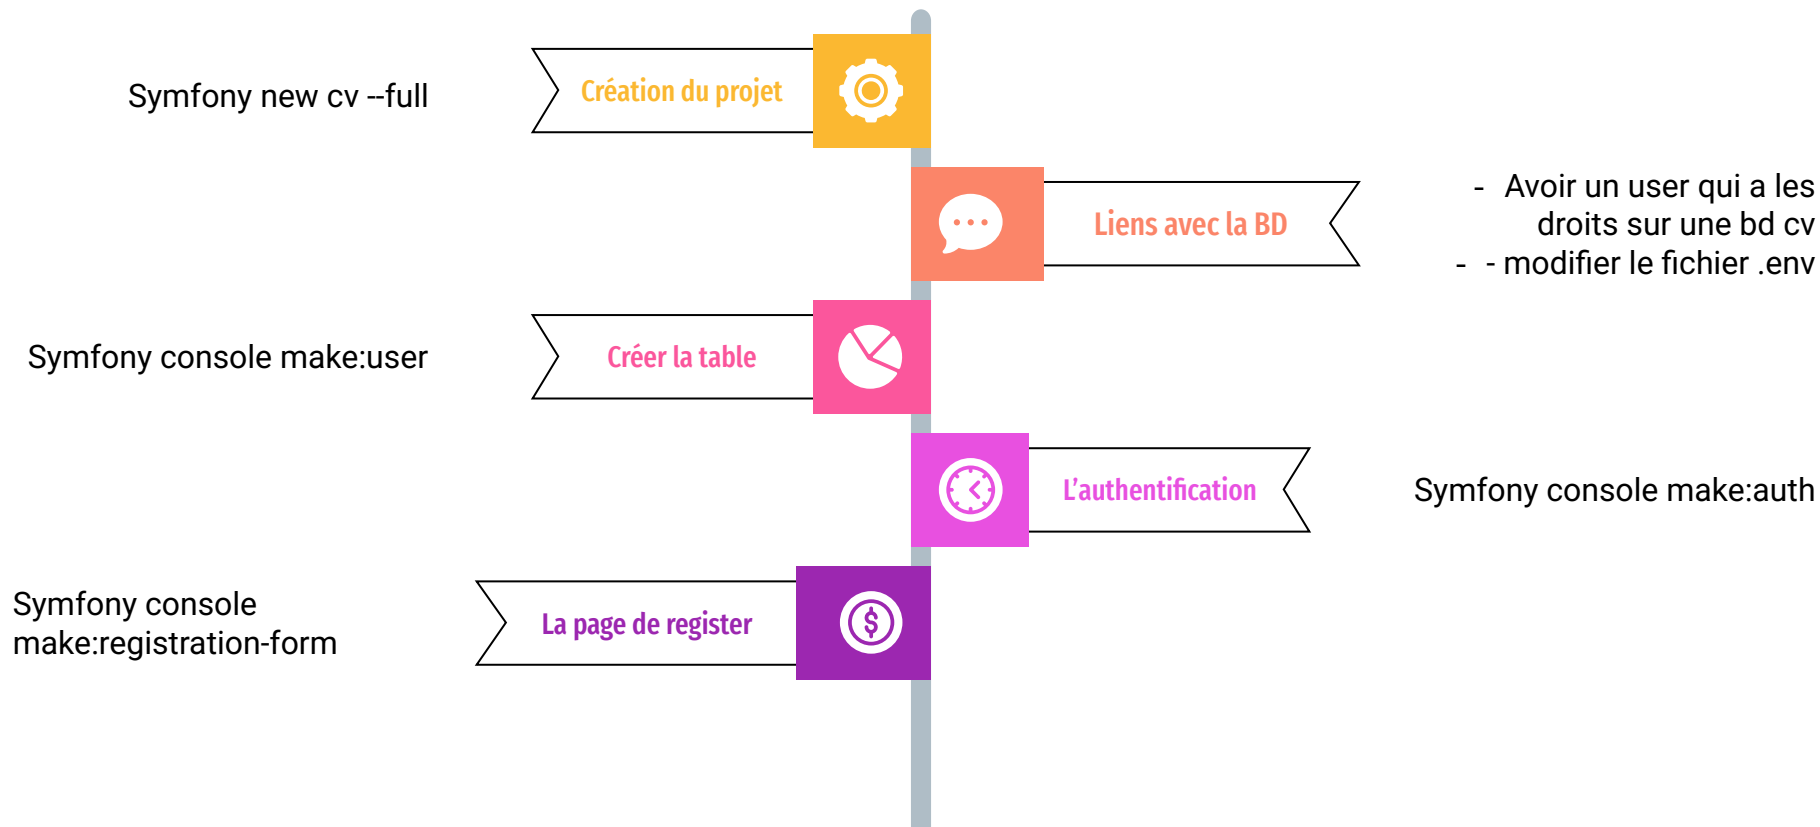 Symfony new cv --full
Création du projet
Liens avec la BD
- Avoir un user qui a les
droits sur une bd cv
- - modifier le fichier .env
Symfony console make:user
Créer la table
L'authentification
Symfony console make:auth
Symfony console
make:registration-form
La page de register